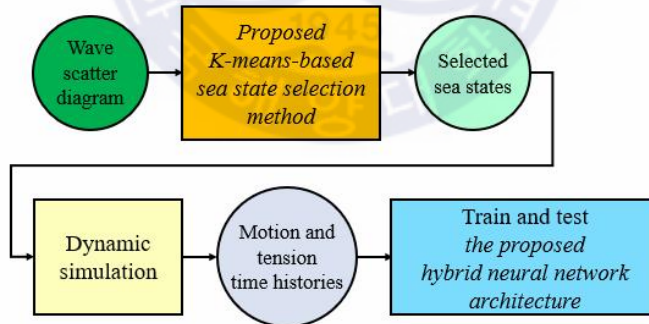 1945
Wave
scatter
diagram
Proposed
K-means-based
sea state selection
method
Selected
sea states
Dynamic
simulation
Motion and
tension
time histories
Train and test
the proposed
hybrid neural network
architecture